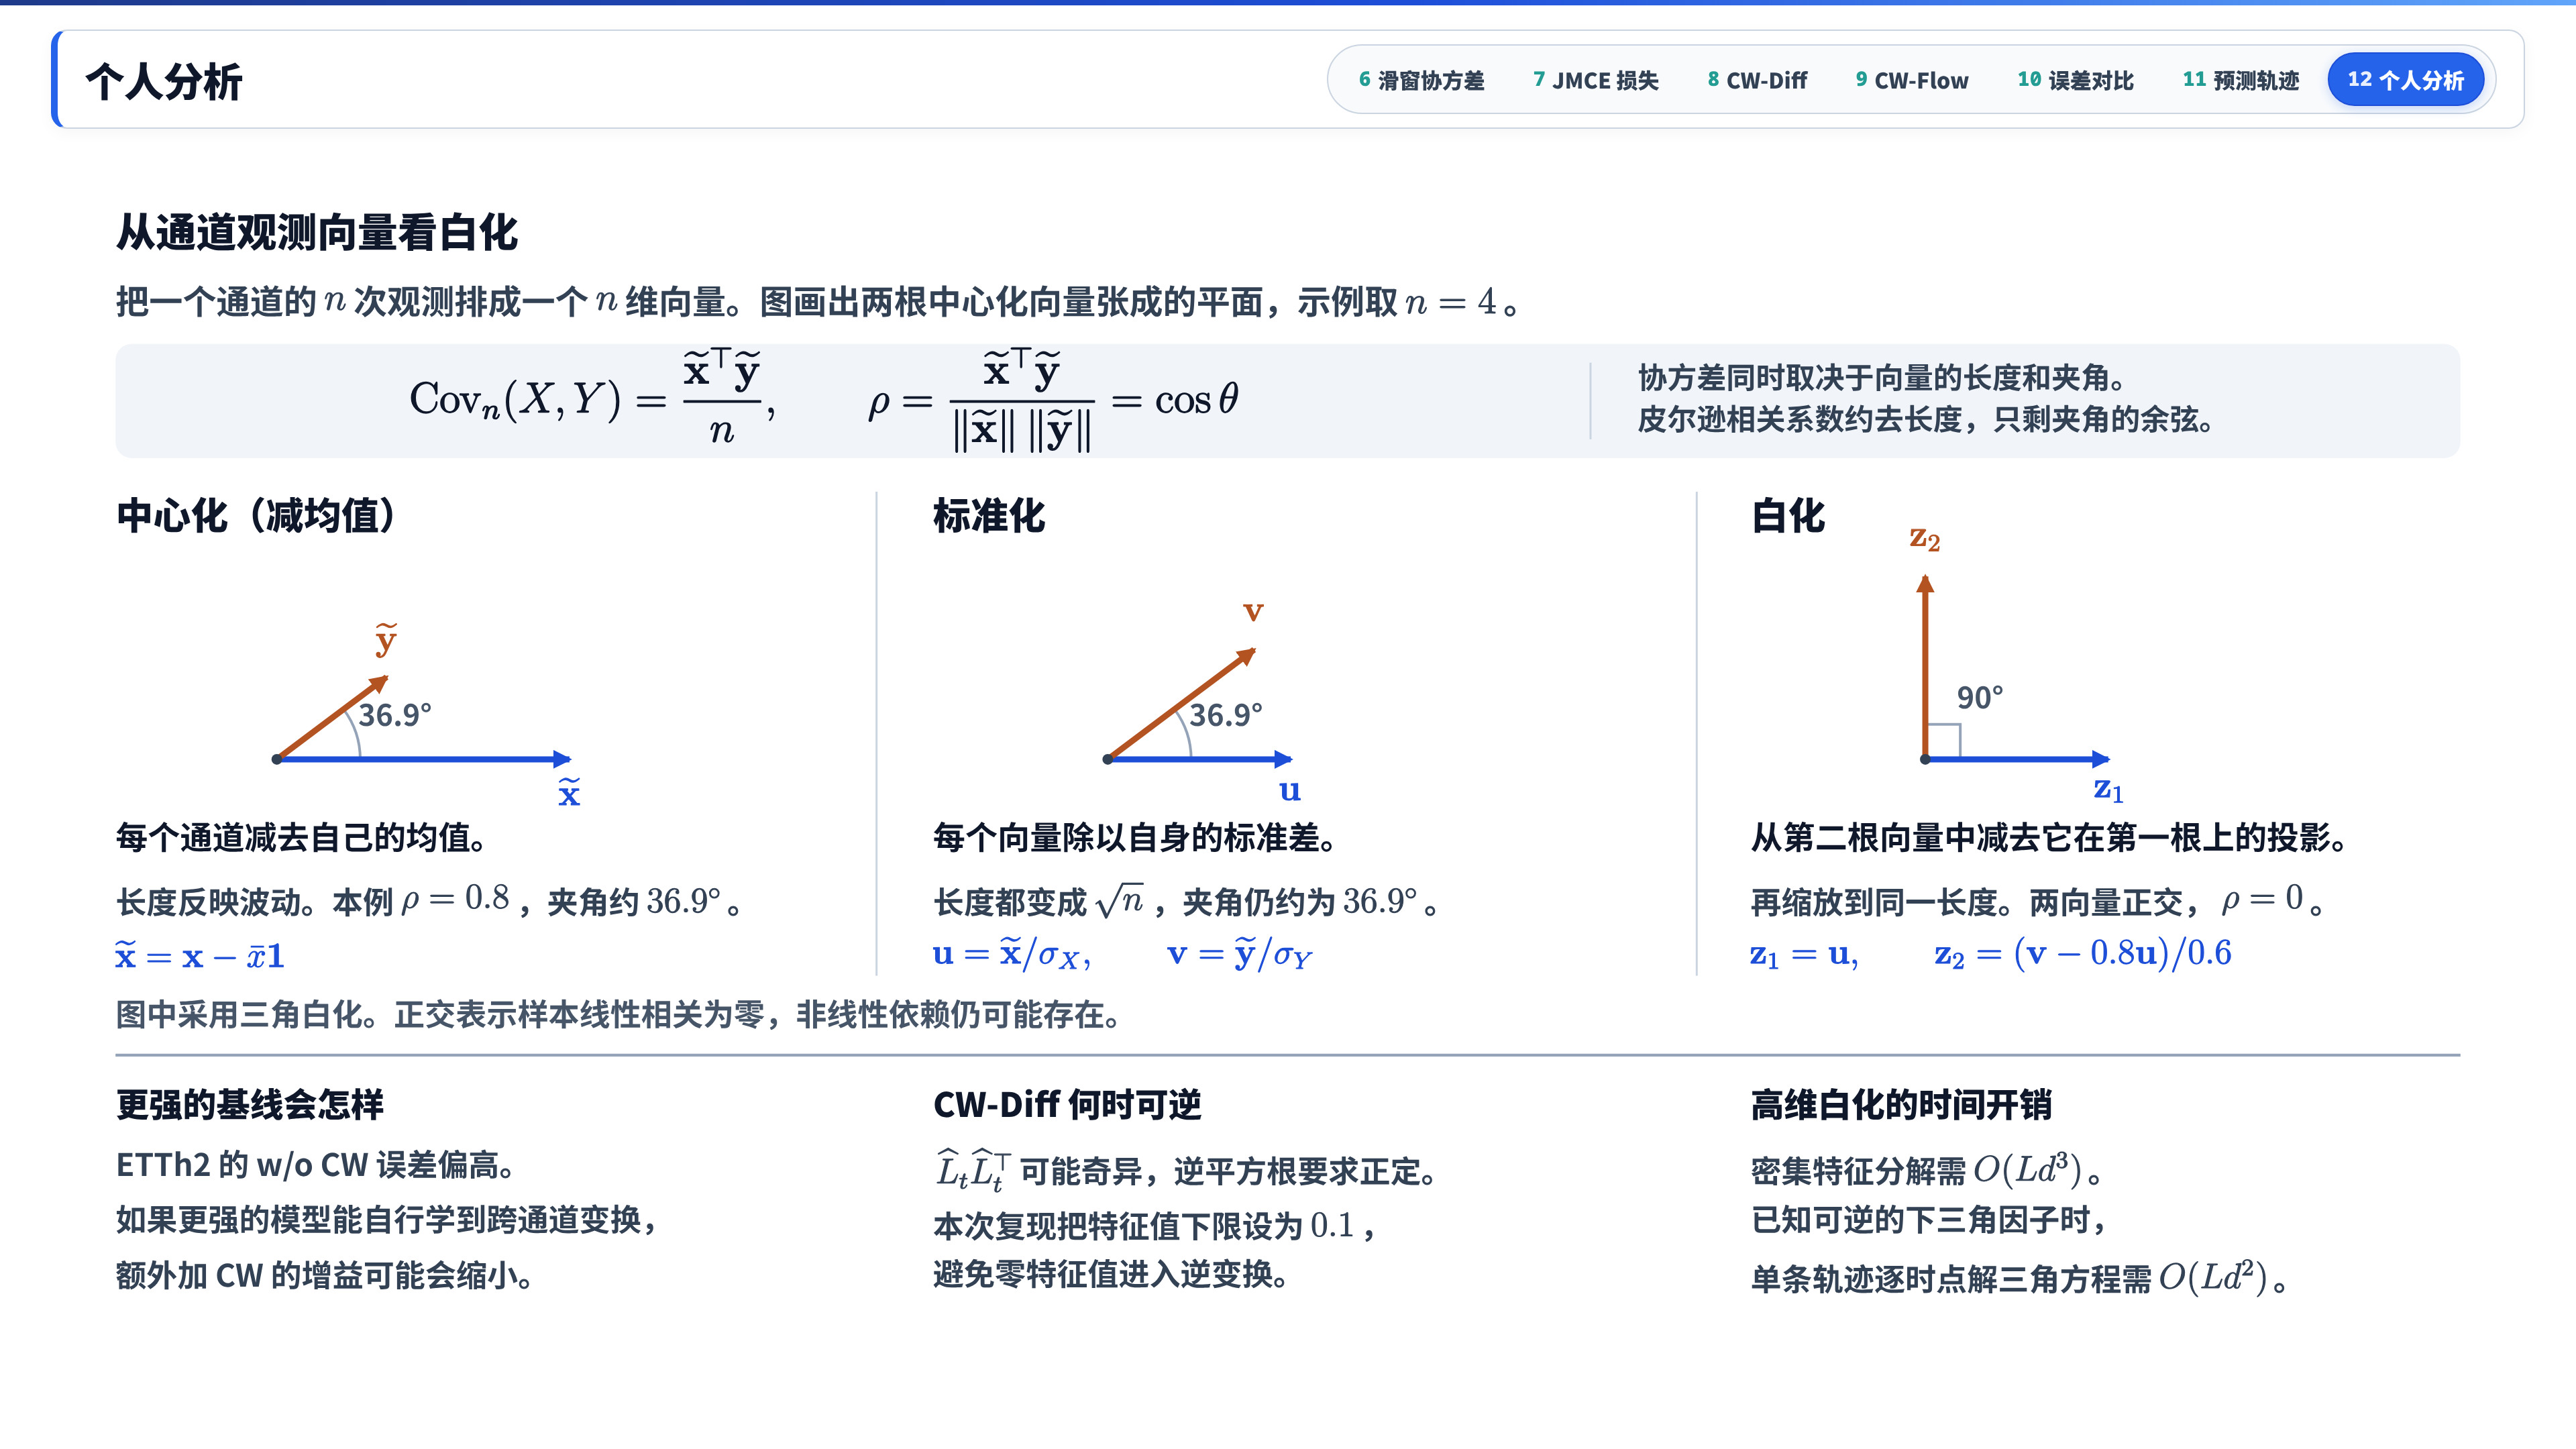 个人分析
6 滑窗协方差 7 JMCE 损失 8 CW-Diff 9 CW-Flow 10 误差对比 11 预测轨迹 12 个人分析
从通道观测向量看白化
把一个通道的 n 次观测排成一个 n 维向量。图画出两根中心化向量张成的平面，示例取 n = 4 。
Covₙ(X, Y) = x̃⊤ỹ / n, ρ = x̃⊤ỹ / (‖x̃‖ ‖ỹ‖) = cos θ
协方差同时取决于向量的长度和夹角。
皮尔逊相关系数约去长度，只剩夹角的余弦。
中心化（减均值）
ỹ
36.9°
x̃
每个通道减去自己的均值。
长度反映波动。本例 ρ = 0.8 ，夹角约 36.9° 。
x̃ = x − x̄1
标准化
v
36.9°
u
每个向量除以自身的标准差。
长度都变成 √n ，夹角仍约为 36.9° 。
u = x̃/σ_X, v = ỹ/σ_Y
白化
z₂
90°
z₁
从第二根向量中减去它在第一根上的投影。
再缩放到同一长度。两向量正交， ρ = 0 。
z₁ = u, z₂ = (v − 0.8u)/0.6
图中采用三角白化。正交表示样本线性相关为零，非线性依赖仍可能存在。
更强的基线会怎样
ETTh2 的 w/o CW 误差偏高。
如果更强的模型能自行学到跨通道变换，
额外加 CW 的增益可能会缩小。
CW-Diff 何时可逆
L̂ₜL̂ₜ⊤ 可能奇异，逆平方根要求正定。
本次复现把特征值下限设为 0.1 ，
避免零特征值进入逆变换。
高维白化的时间开销
密集特征分解需 O(Ld³) 。
已知可逆的下三角因子时，
单条轨迹逐时点解三角方程需 O(Ld²) 。